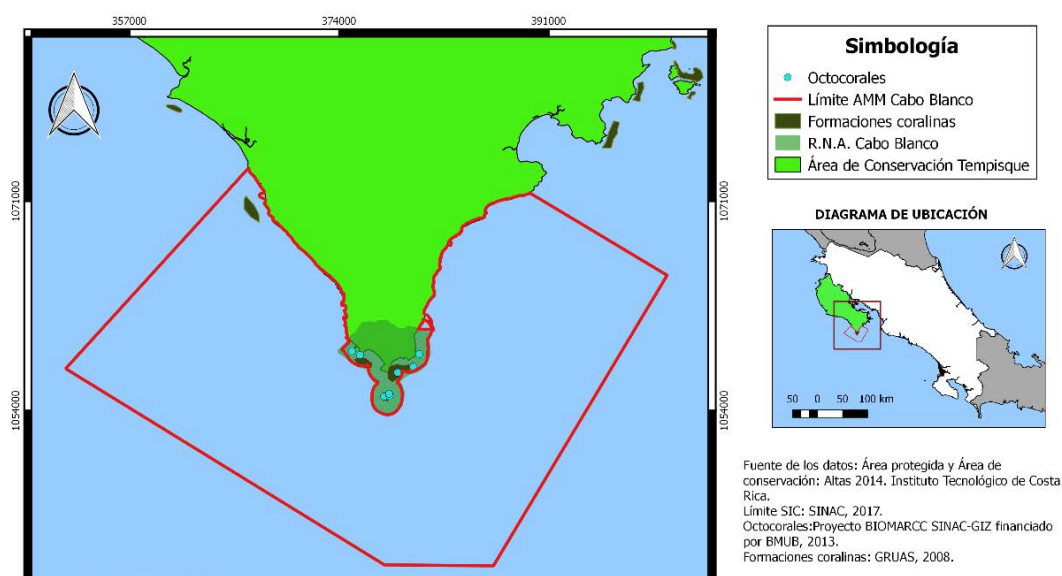 357000
374000
391000
1071000
1054000
1071000
1054000
Simbología
Octocorales
Límite AMM Cabo Blanco
Formaciones coralinas
R.N.A. Cabo Blanco
Área de Conservación Tempisque
DIAGRAMA DE UBICACIÓN
50 0 50 100 km
Fuente de los datos: Área protegida y Área de
conservación: Altas 2014. Instituto Tecnológico de Costa
Rica.
Límite SIC: SINAC, 2017.
Octocorales:Proyecto BIOMARCC SINAC-GIZ financiado
por BMUB, 2013.
Formaciones coralinas: GRUAS, 2008.